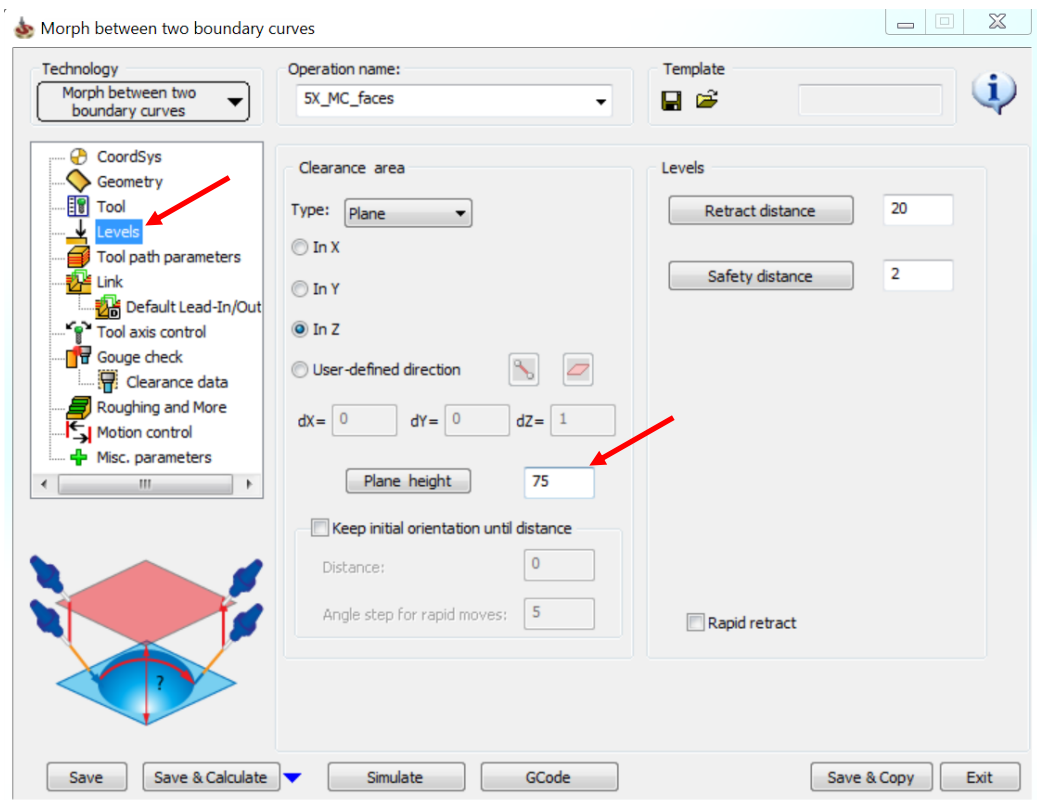 Morph between two boundary curves
Technology
Morph between two
boundary curves
Operation name:
5X_MC_faces
Template
i
CoordSys
Geometry
Tool
Levels
Tool path parameters
Link
Default Lead-In/Out
Tool axis control
Gouge check
Clearance data
Roughing and More
Motion control
Misc. parameters
?
Clearance area
Type: Plane
In X
In Y
In Z
User-defined direction
dX= 0 dY= 0 dZ= 1
Plane height 75
Keep initial orientation until distance
Distance: 0
Angle step for rapid moves: 5
Levels
Retract distance 20
Safety distance 2
Rapid retract
Save Save & Calculate Simulate GCode Save & Copy Exit